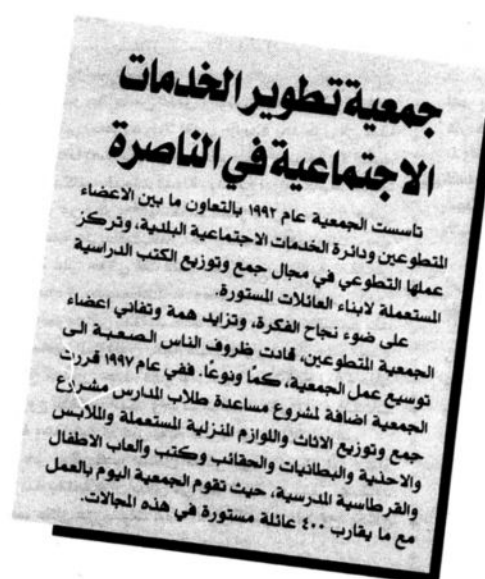 جمعية تطوير الخدمات
الاجتماعية في الناصرة
تأسست الجمعية عام ١٩٩٢ بالتعاون ما بين الاعضاء
المتطوعين ودائرة الخدمات الاجتماعية البلدية، وتركز
عملها التطوعي في مجال جمع وتوزيع الكتب الدراسية
المستعملة لابناء العائلات المستورة.
على ضوء نجاح الفكرة، وتزايد همة وتفاني اعضاء
الجمعية المتطوعين، قادت ظروف الناس الصعبة الى
توسيع عمل الجمعية، كمًا ونوعًا. ففي عام ١٩٩٧ قررت
الجمعية اضافة لمشروع مساعدة طلاب المدارس مشروع
جمع وتوزيع الاثاث واللوازم المنزلية المستعملة والملابس
والاحذية والبطانيات والحقائب وكتب وألعاب الاطفال
والقرطاسية المدرسية، حيث تقوم الجمعية اليوم بالعمل
مع ما يقارب ٤٠٠ عائلة مستورة في هذه المجالات.